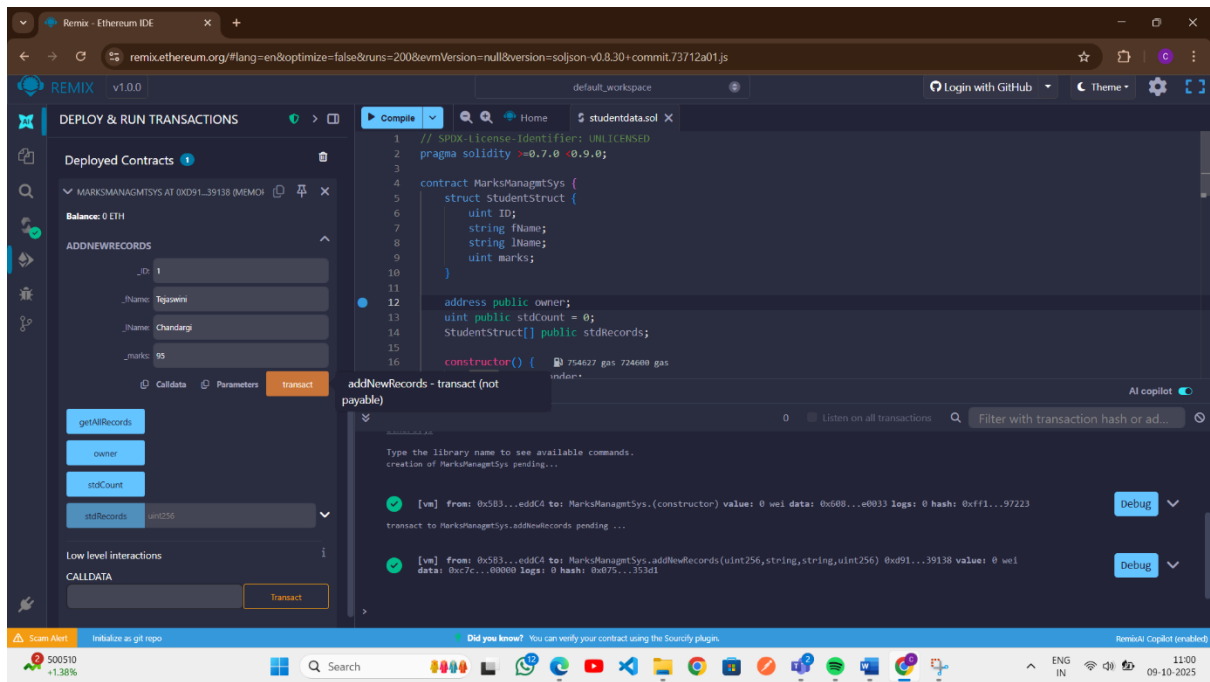 Remix - Ethereum IDE
remix.ethereum.org/#lang=en&optimize=false&runs=200&evmVersion=null&version=soljson-v0.8.30+commit.73712a01.js
C
REMIX v1.0.0
default_workspace
Login with GitHub
Theme
DEPLOY & RUN TRANSACTIONS
Deployed Contracts 1
MARKSMANAGMTSYS AT 0XD91...39138 (MEMOI
Balance: 0 ETH
ADDNEWRECORDS
_ID: 1
_fName: Tejaswini
_lName: Chandargi
_marks: 95
Calldata Parameters transact
getAllRecords
owner
stdCount
stdRecords uint256
Low level interactions i
CALLDATA
Transact
Compile Home studentdata.sol
1 // SPDX-License-Identifier: UNLICENSED
2 pragma solidity >=0.7.0 <0.9.0;
3
4 contract MarksManagmtSys {
5 struct StudentStruct {
6 uint ID;
7 string fName;
8 string lName;
9 uint marks;
10 }
11
12 address public owner;
13 uint public stdCount = 0;
14 StudentStruct[] public stdRecords;
15
16 constructor() { 754627 gas 724600 gas
addNewRecords - transact (not
payable)
AI copilot
0 Listen on all transactions Filter with transaction hash or ad...
Type the library name to see available commands.
creation of MarksManagmtSys pending...
[vm] from: 0x5B3...eddC4 to: MarksManagmtSys.(constructor) value: 0 wei data: 0x608...e0033 logs: 0 hash: 0xff1...97223
Debug
transact to MarksManagmtSys.addNewRecords pending ...
[vm] from: 0x5B3...eddC4 to: MarksManagmtSys.addNewRecords(uint256,string,string,uint256) 0xd91...39138 value: 0 wei
data: 0xc7c...00000 logs: 0 hash: 0x075...353d1
Debug
>
Scam Alert Initialize as git repo
Did you know? You can verify your contract using the Sourcify plugin.
RemixAI Copilot (enabled)
2
500510
+1.38%
Search
ENG
IN
11:00
09-10-2025